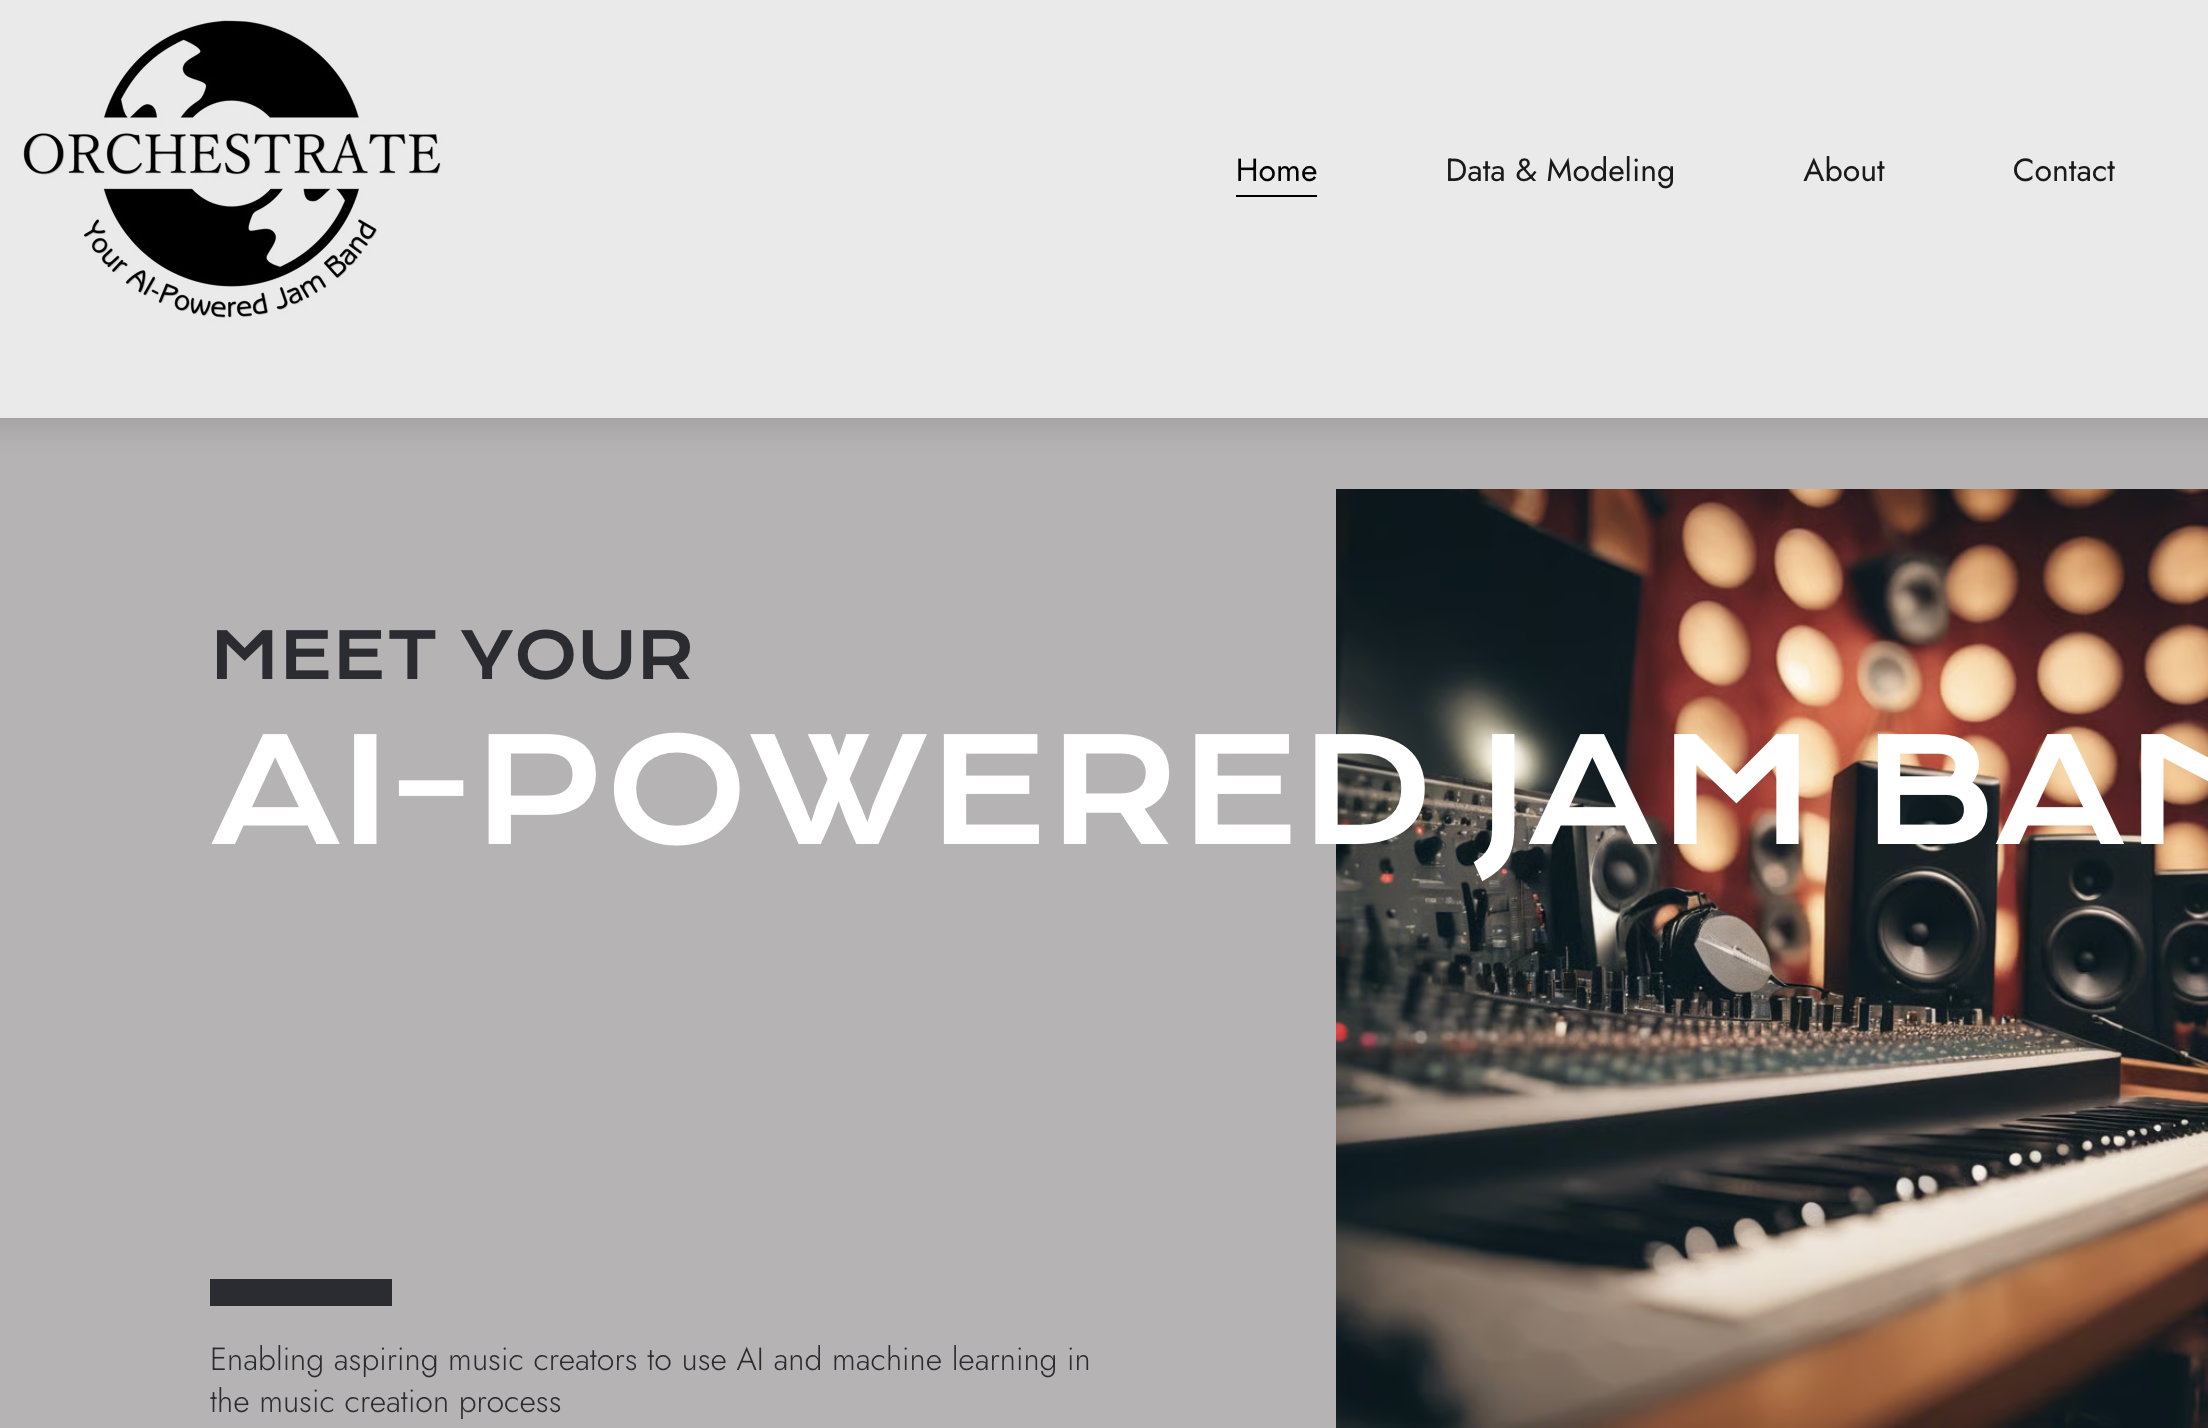 ORCHESTRATE
Your AI-Powered Jam Band
Home
Data & Modeling
About
Contact
MEET YOUR
AI-POWERED JAM BAN
Enabling aspiring music creators to use AI and machine learning in
the music creation process